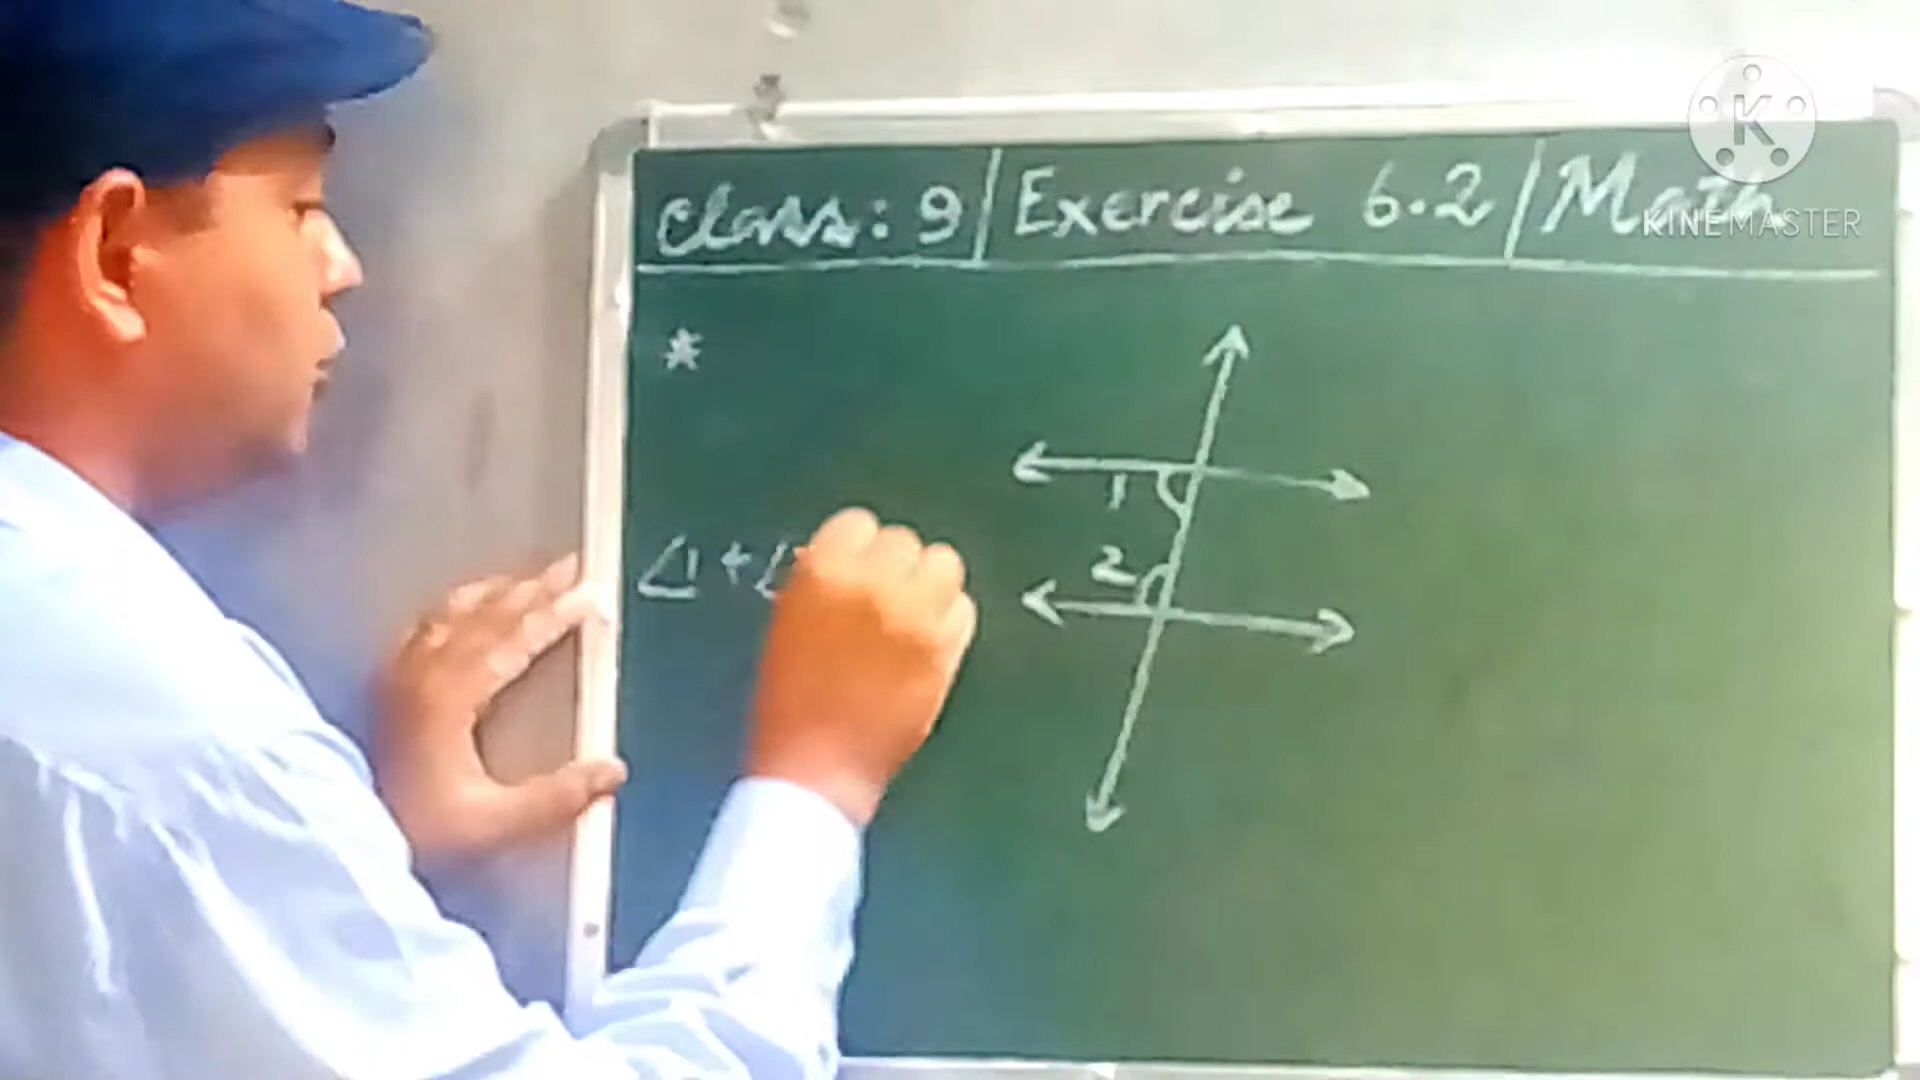 Class: 9 | Exercise 6.2 | Math
K
KINEMASTER
*
1
2
∠1 + ∠